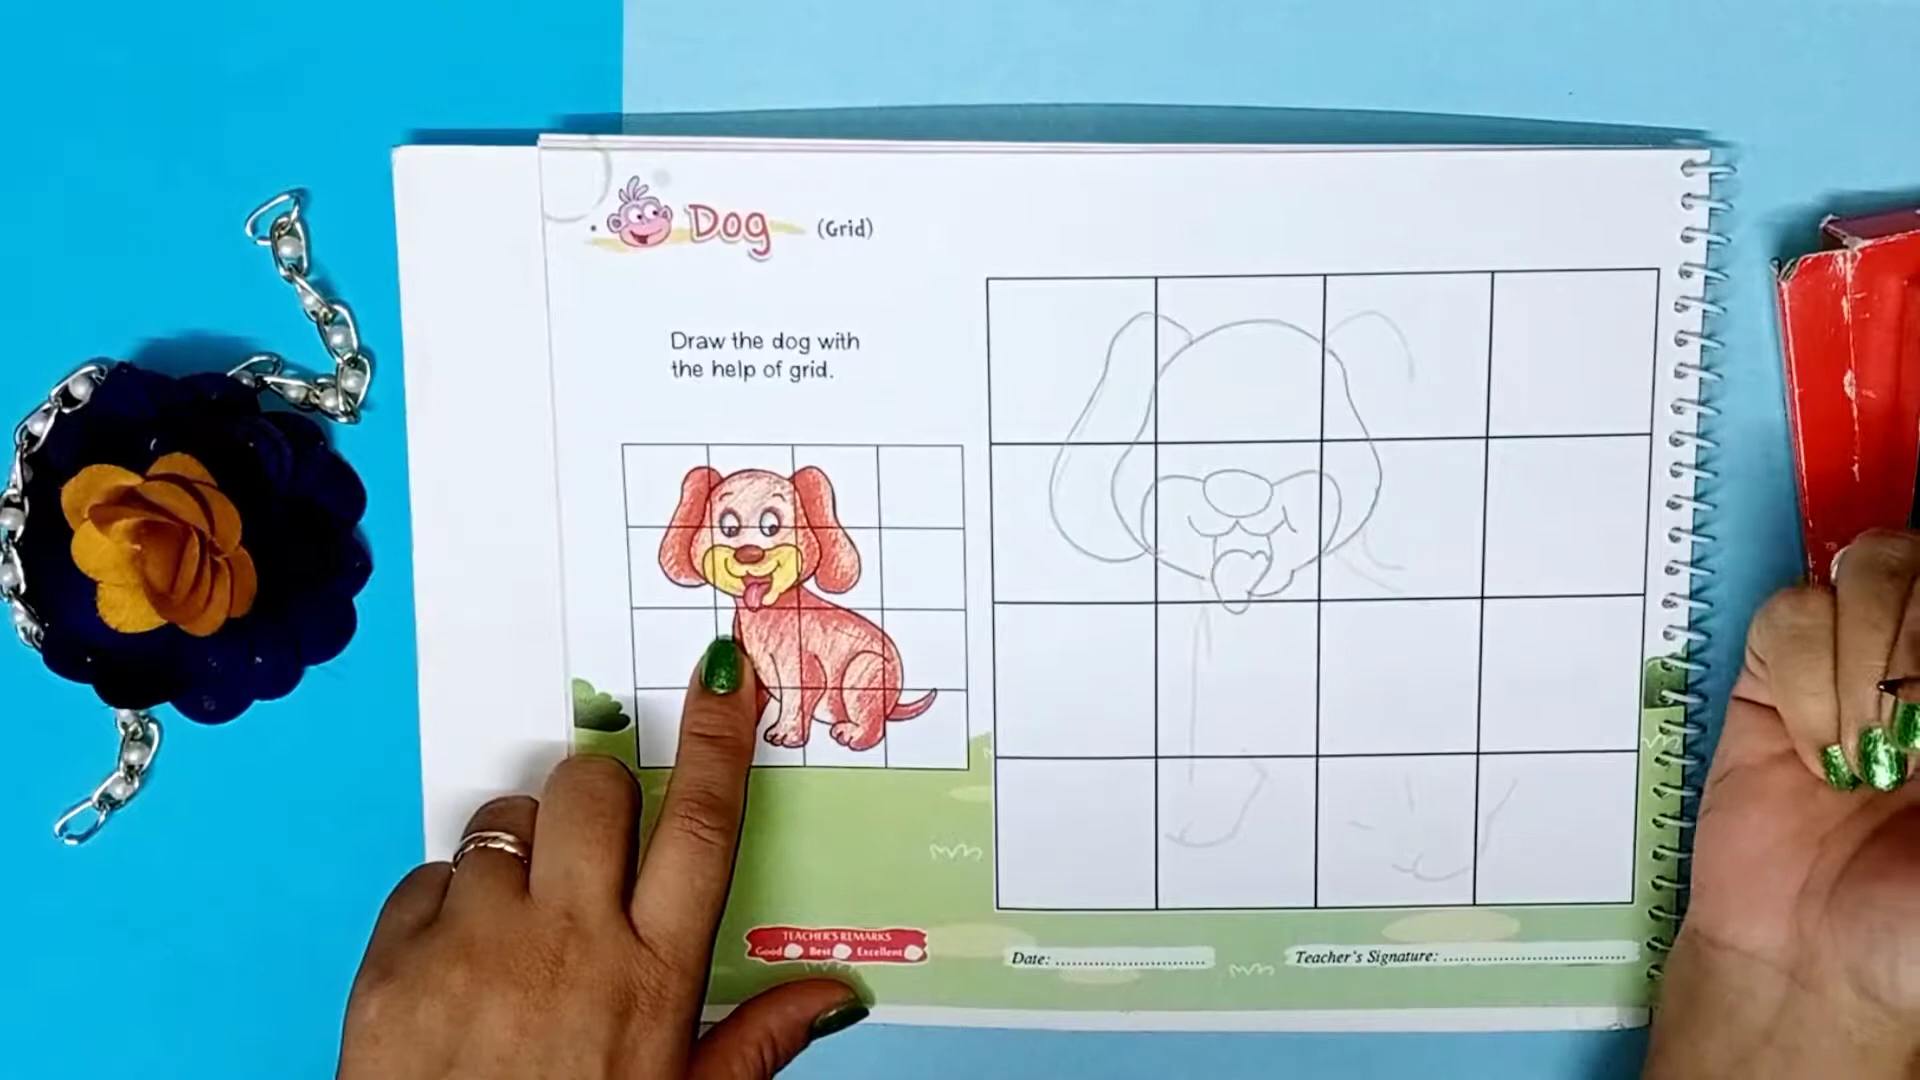 Dog (Grid)
Draw the dog with
the help of grid.
TEACHER'S REMARKS
Good Best Excellent
Date: ..........................
Teacher's Signature: ................................